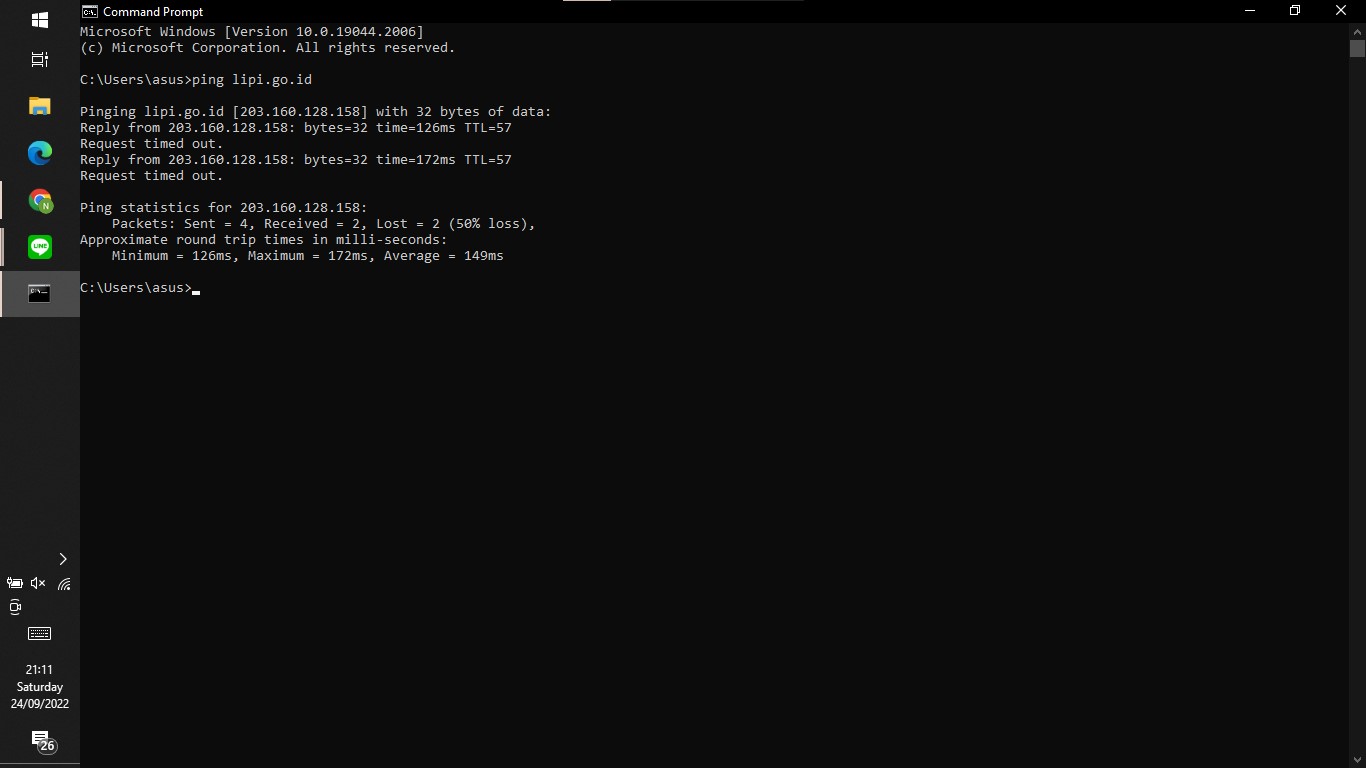 Command Prompt
Microsoft Windows [Version 10.0.19044.2006]
(c) Microsoft Corporation. All rights reserved.
C:\Users\asus>ping lipi.go.id
Pinging lipi.go.id [203.160.128.158] with 32 bytes of data:
Reply from 203.160.128.158: bytes=32 time=126ms TTL=57
Request timed out.
Reply from 203.160.128.158: bytes=32 time=172ms TTL=57
Request timed out.
Ping statistics for 203.160.128.158:
Packets: Sent = 4, Received = 2, Lost = 2 (50% loss),
Approximate round trip times in milli-seconds:
Minimum = 126ms, Maximum = 172ms, Average = 149ms
C:\Users\asus>
N
LINE
21:11
Saturday
24/09/2022
26